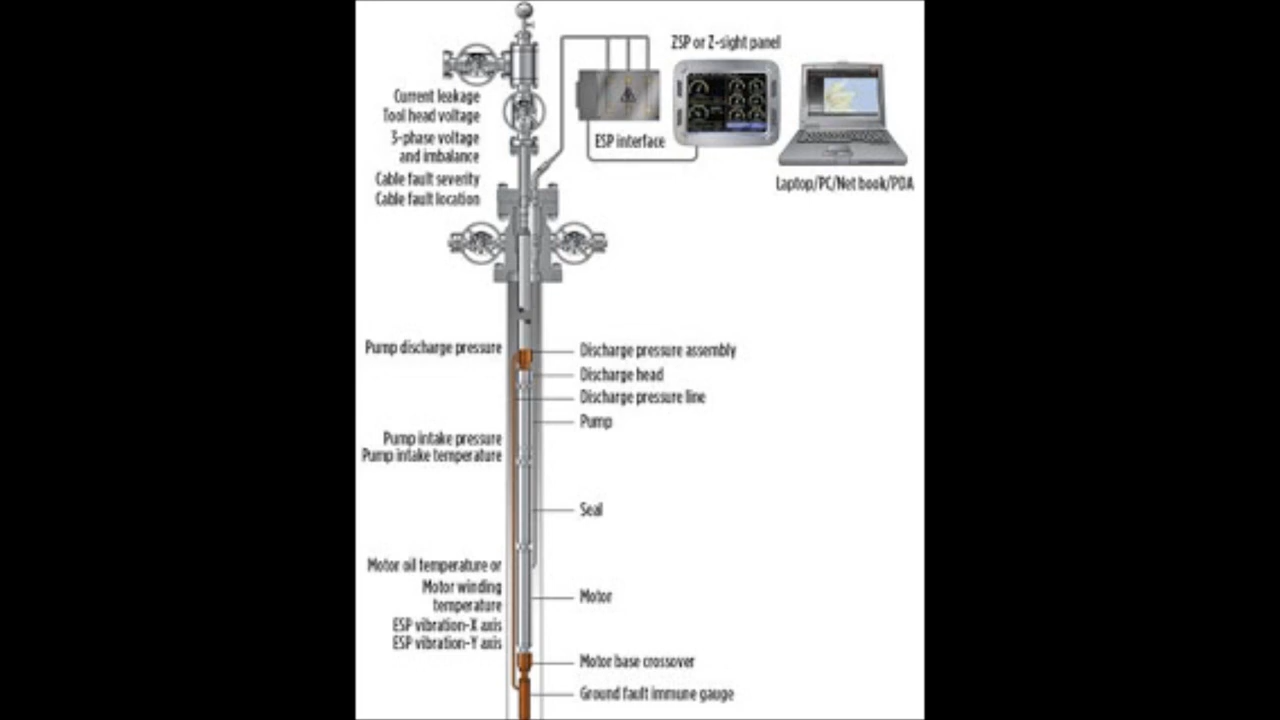 ZSP or Z-sight panel
Current leakage
Tool head voltage
3-phase voltage
and imbalance
Cable fault severity
Cable fault location
ESP interface
Laptop/PC/Net book/PDA
Pump discharge pressure
Discharge pressure assembly
Discharge head
Discharge pressure line
Pump
Pump intake pressure
Pump intake temperature
Seal
Motor oil temperature or
Motor winding
temperature
ESP vibration-X axis
ESP vibration-Y axis
Motor
Motor base crossover
Ground fault immune gauge